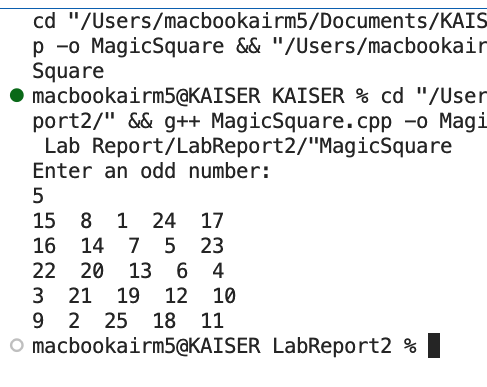 cd "/Users/macbookairm5/Documents/KAIS
p -o MagicSquare && "/Users/macbookair
Square
macbookairm5@KAISER KAISER % cd "/User
port2/" && g++ MagicSquare.cpp -o Magi
 Lab Report/LabReport2/"MagicSquare
Enter an odd number:
5
15  8  1  24  17
16  14  7  5  23
22  20  13  6  4
3  21  19  12  10
9  2  25  18  11
macbookairm5@KAISER LabReport2 %